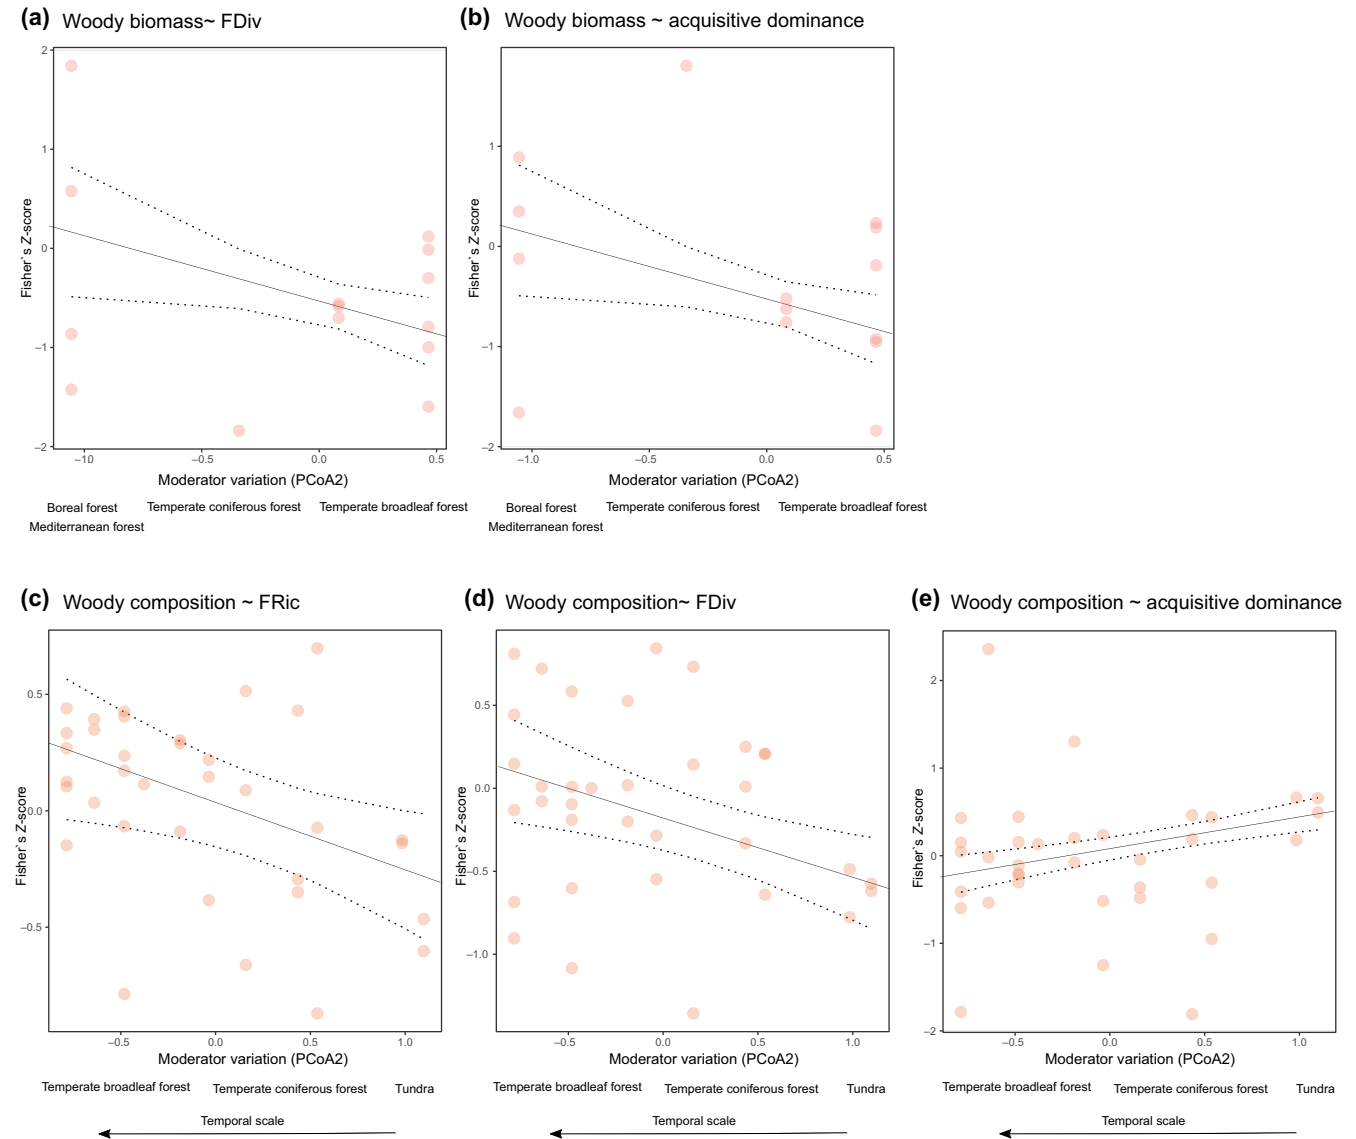 (a) Woody biomass~ FDiv
2
1
0
−1
−2
Fisher`s Z-score
−10 −0.5 0.0 0.5
Moderator variation (PCoA2)
Boreal forest Temperate coniferous forest Temperate broadleaf forest
Mediterranean forest
(b) Woody biomass ~ acquisitive dominance
1
0
−1
−2
Fisher`s Z-score
−1.0 −0.5 0.0 0.5
Moderator variation (PCoA2)
Boreal forest Temperate coniferous forest Temperate broadleaf forest
Mediterranean forest
(c) Woody composition ~ FRic
0.5
0.0
−0.5
Fisher`s Z-score
−0.5 0.0 0.5 1.0
Moderator variation (PCoA2)
Temperate broadleaf forest Temperate coniferous forest Tundra
Temporal scale
(d) Woody composition~ FDiv
0.5
0.0
−0.5
−1.0
Fisher`s Z-score
−0.5 0.0 0.5 1.0
Moderator variation (PCoA2)
Temperate broadleaf forest Temperate coniferous forest Tundra
Temporal scale
(e) Woody composition ~ acquisitive dominance
2
1
0
−1
−2
Fisher`s Z-score
−0.5 0.0 0.5 1.0
Moderator variation (PCoA2)
Temperate broadleaf forest Temperate coniferous forest Tundra
Temporal scale